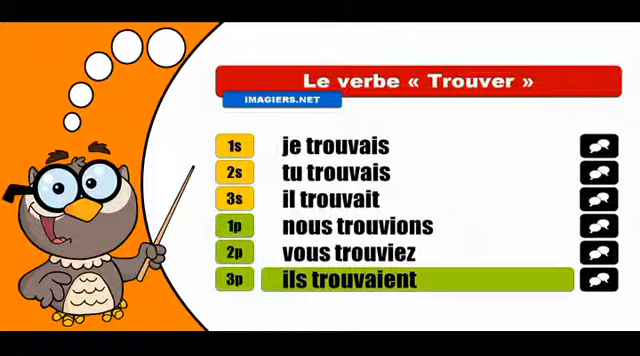 Le verbe « Trouver »
IMAGIERS.NET
1s je trouvais
2s tu trouvais
3s il trouvait
1p nous trouvions
2p vous trouviez
3p ils trouvaient